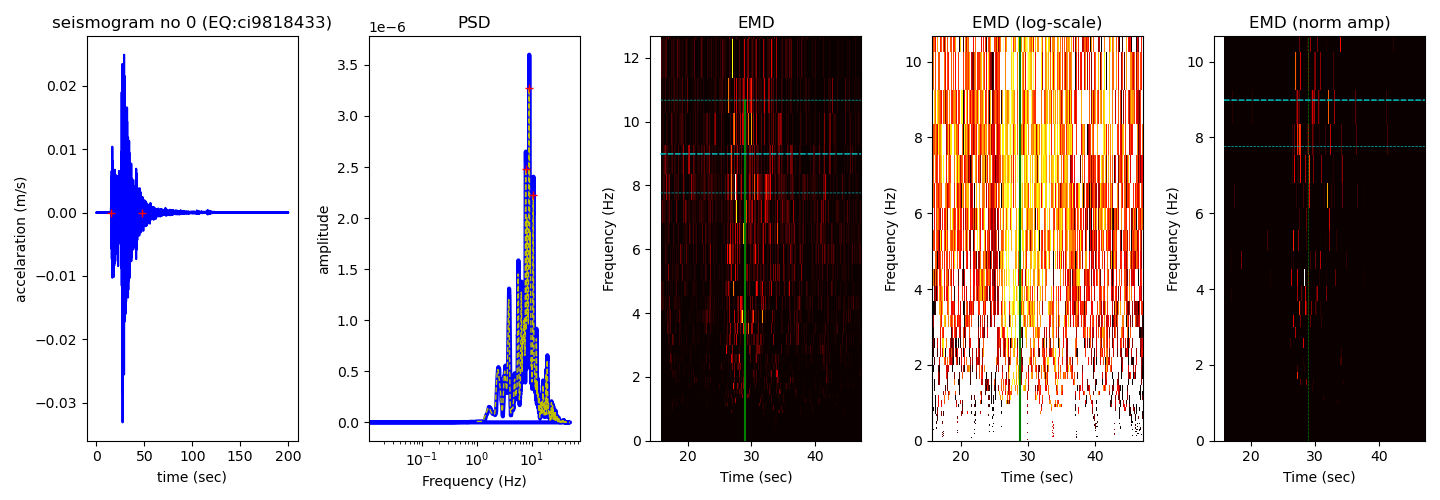 seismogram no 0 (EQ:ci9818433)
accelaration (m/s)
0.02
0.01
0.00
−0.01
−0.02
−0.03
0 50 100 150 200
time (sec)
PSD
1e−6
amplitude
3.5
3.0
2.5
2.0
1.5
1.0
0.5
0.0
10⁻¹ 10⁰ 10¹
Frequency (Hz)
EMD
Frequency (Hz)
12
10
8
6
4
2
0
20 30 40
Time (sec)
EMD (log-scale)
Frequency (Hz)
10
8
6
4
2
0
20 30 40
Time (sec)
EMD (norm amp)
Frequency (Hz)
10
8
6
4
2
0
20 30 40
Time (sec)